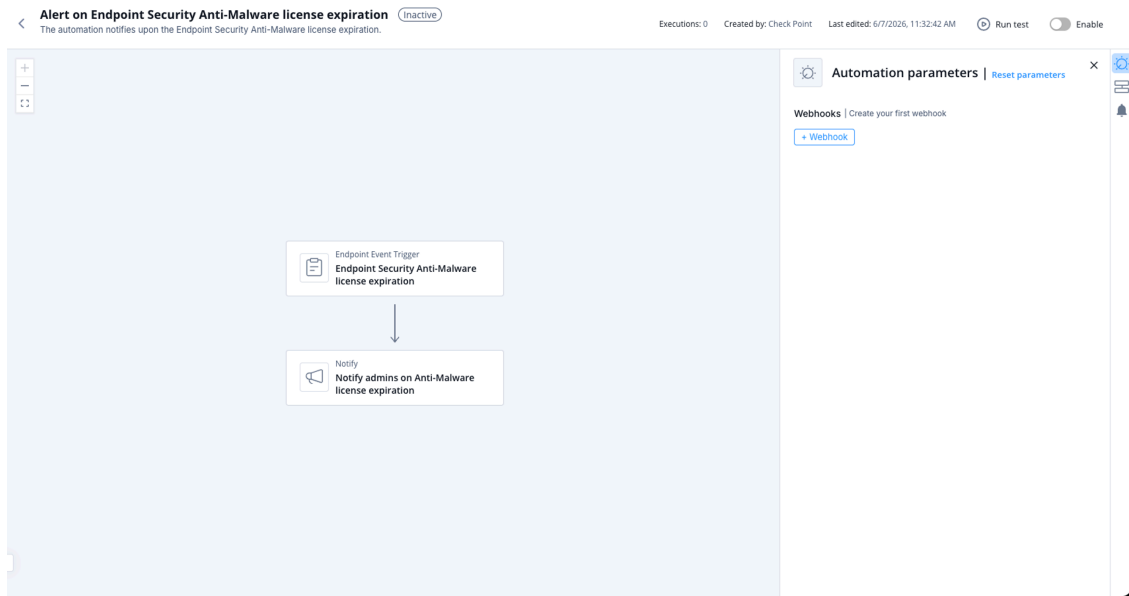 Alert on Endpoint Security Anti-Malware license expiration Inactive
The automation notifies upon the Endpoint Security Anti-Malware license expiration.
Executions: 0 Created by: Check Point Last edited: 6/7/2026, 11:32:42 AM Run test Enable
Automation parameters | Reset parameters
Webhooks | Create your first webhook
+ Webhook
Endpoint Event Trigger
Endpoint Security Anti-Malware
license expiration
Notify
Notify admins on Anti-Malware
license expiration